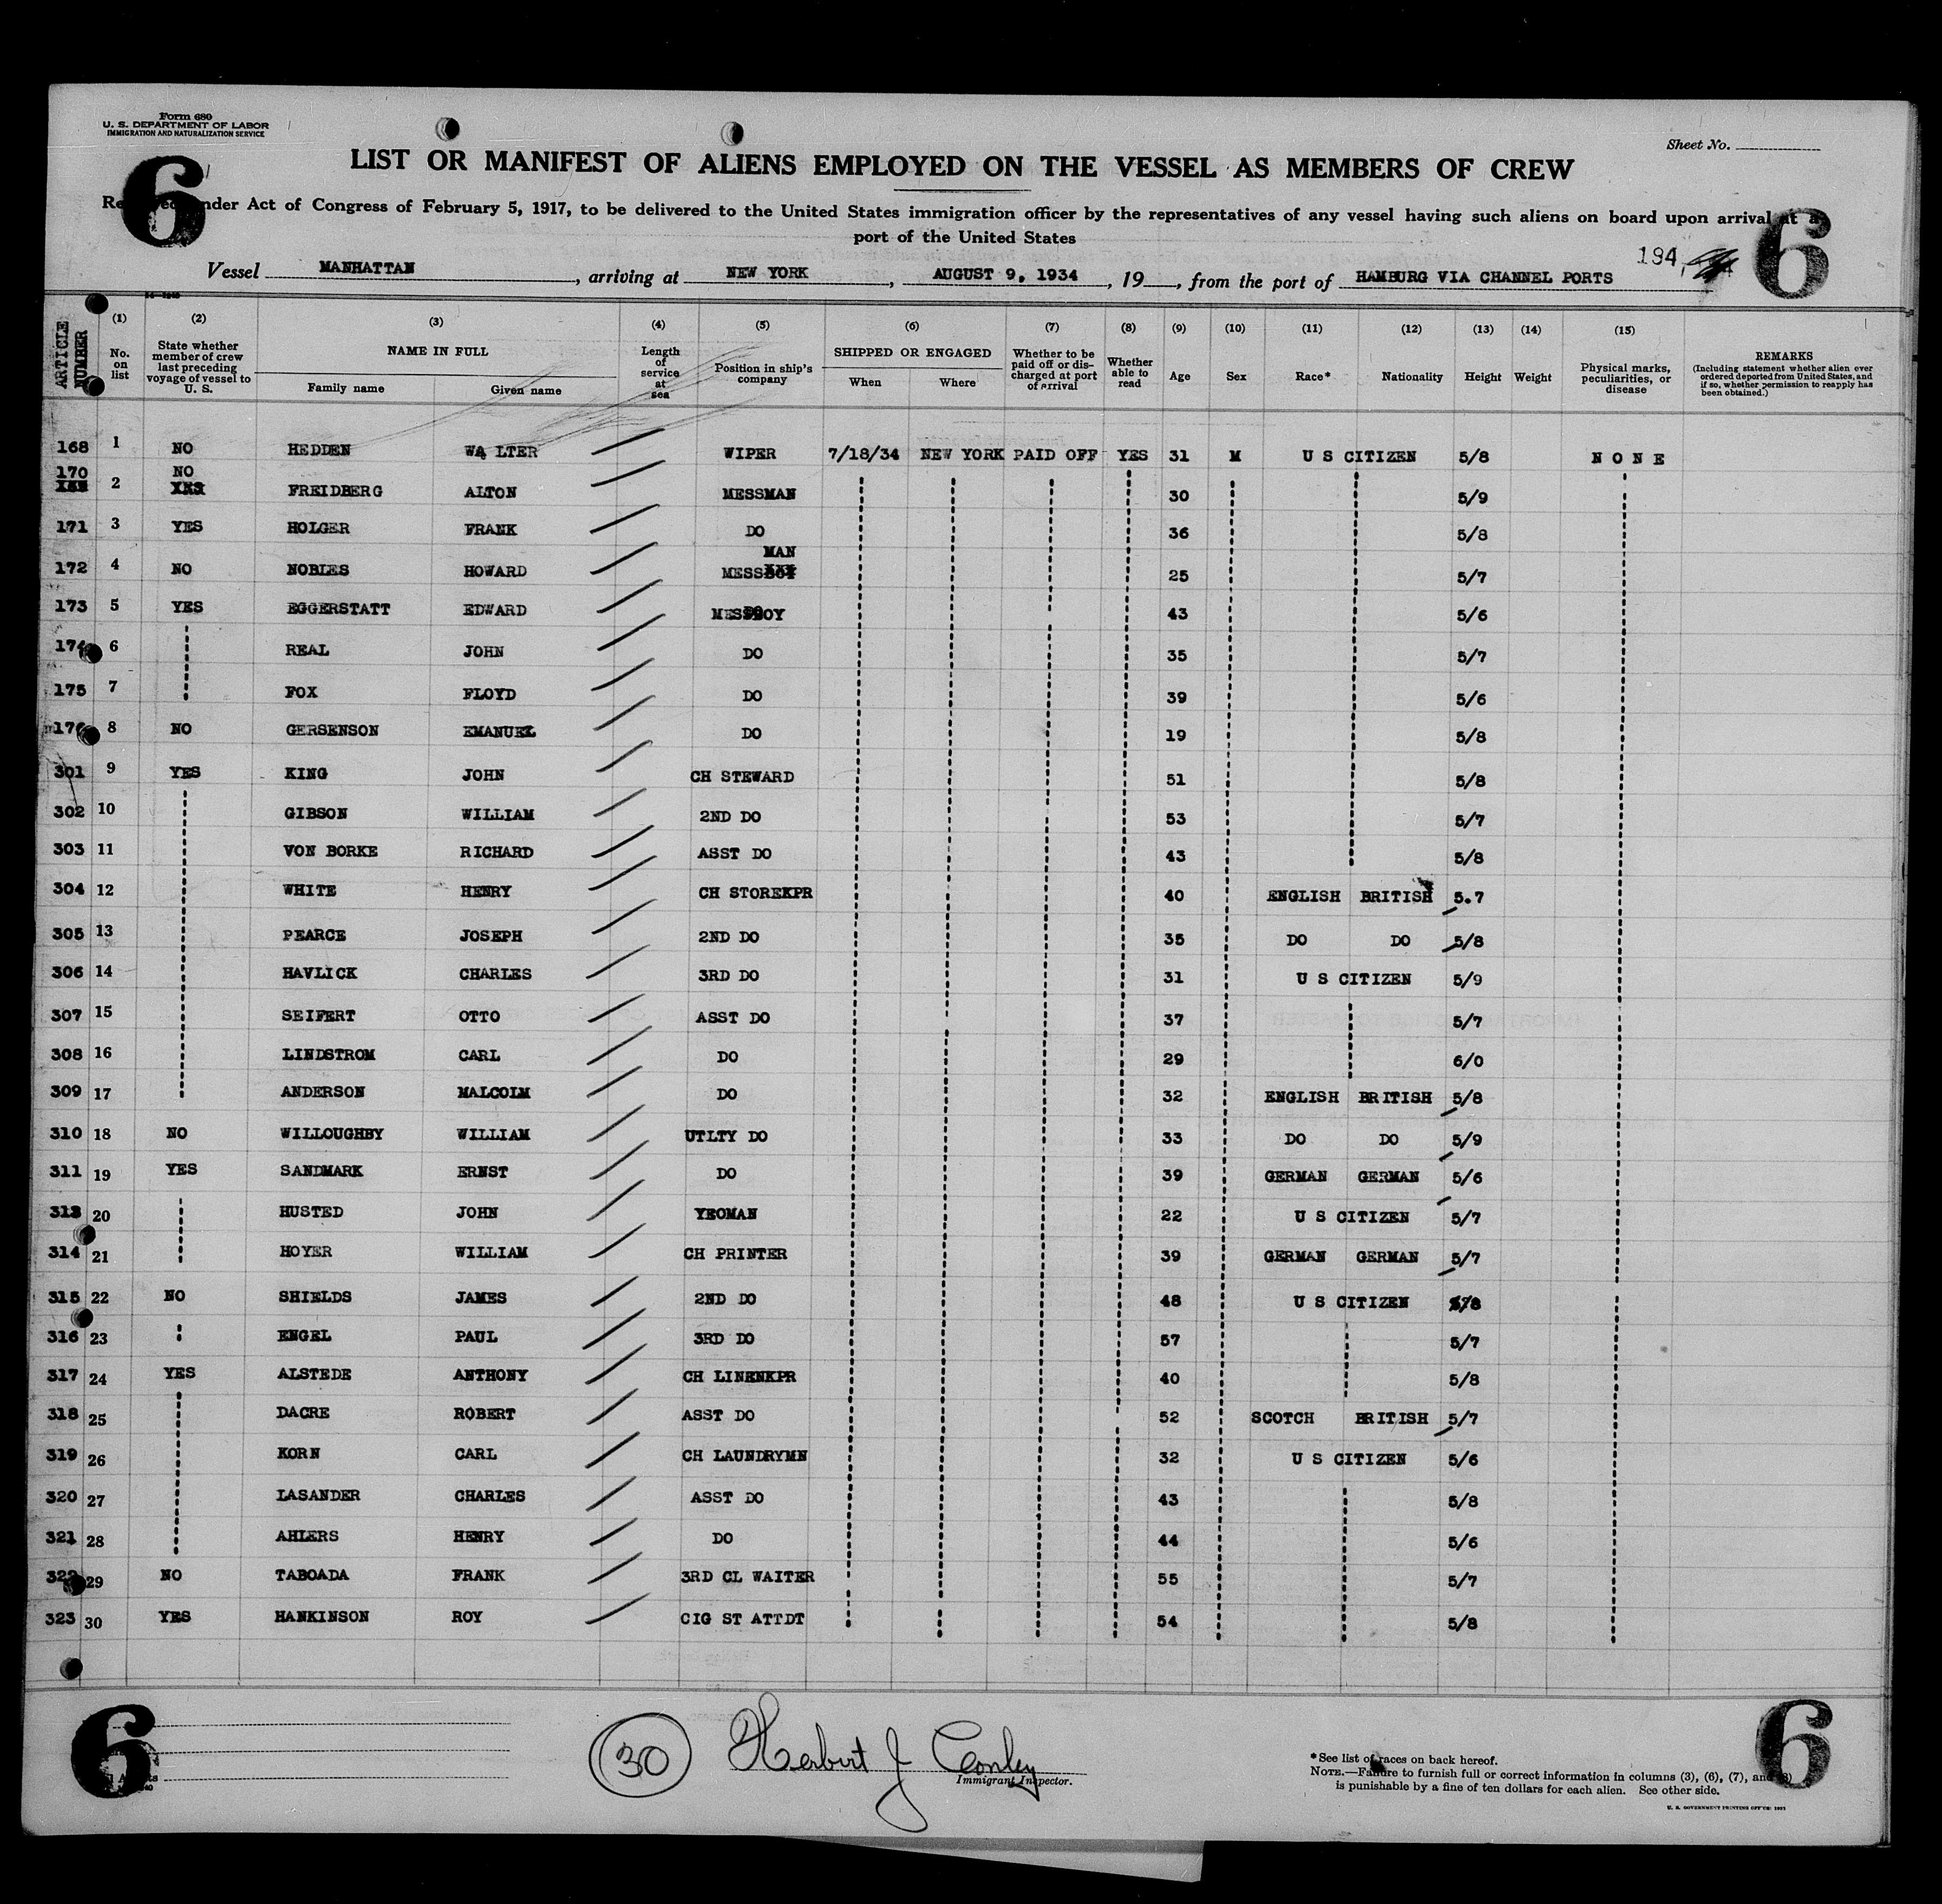 Form 680
U. S. DEPARTMENT OF LABOR
IMMIGRATION AND NATURALIZATION SERVICE
Sheet No.
6
LIST OR MANIFEST OF ALIENS EMPLOYED ON THE VESSEL AS MEMBERS OF CREW
under Act of Congress of February 5, 1917, to be delivered to the United States immigration officer by the representatives of any vessel having such aliens on board upon arrival at a
port of the United States
6
194
Vessel MANHATTAN, arriving at NEW YORK, AUGUST 9, 1934, 19, from the port of HAMBURG VIA CHANNEL PORTS
ARTICLE NUMBER
(1) (2) (3) (4) (5) (6) (7) (8) (9) (10) (11) (12) (13) (14) (15)
No. on list
State whether member of crew last preceding voyage of vessel to U. S.
NAME IN FULL
Family name Given name
Length of service at sea
Position in ship's company
SHIPPED OR ENGAGED
When Where
Whether to be paid off or discharged at port of arrival
Whether able to read
Age Sex Race* Nationality Height Weight
Physical marks, peculiarities, or disease
REMARKS
(Including statement whether alien ever ordered deported from United States, and if so, whether permission to reapply has been obtained.)
168 1 NO HEDDEN WALTER WIPER 7/18/34 NEW YORK PAID OFF YES 31 M U S CITIZEN 5/8 NONE
170 2 NO FREIDBERG ALTON MESSMAN 30 5/9
171 3 YES HOLGER FRANK DO 36 5/8
172 4 NO NOBLES HOWARD MESSMAN 25 5/7
173 5 YES EGGERSTATT EDWARD MESSBOY 43 5/6
174 6 REAL JOHN DO 35 5/7
175 7 FOX FLOYD DO 39 5/6
176 8 NO GERSENSON EMANUEL DO 19 5/8
301 9 YES KING JOHN CH STEWARD 51 5/8
302 10 GIBSON WILLIAM 2ND DO 53 5/7
303 11 VON BORKE RICHARD ASST DO 43 5/8
304 12 WHITE HENRY CH STOREKPR 40 ENGLISH BRITISH 5.7
305 13 PEARCE JOSEPH 2ND DO 35 DO DO 5/8
306 14 HAVLICK CHARLES 3RD DO 31 U S CITIZEN 5/9
307 15 SEIFERT OTTO ASST DO 37 5/7
308 16 LINDSTROM CARL DO 29 6/0
309 17 ANDERSON MALCOLM DO 32 ENGLISH BRITISH 5/8
310 18 NO WILLOUGHBY WILLIAM UTLTY DO 33 DO DO 5/9
311 19 YES SANDMARK ERNST DO 39 GERMAN GERMAN 5/6
313 20 HUSTED JOHN YEOMAN 22 U S CITIZEN 5/7
314 21 HOYER WILLIAM CH PRINTER 39 GERMAN GERMAN 5/7
315 22 NO SHIELDS JAMES 2ND DO 48 U S CITIZEN 5/8
316 23 ENGEL PAUL 3RD DO 57 5/7
317 24 YES ALSTEDE ANTHONY CH LINENKPR 40 5/8
318 25 DACRE ROBERT ASST DO 52 SCOTCH BRITISH 5/7
319 26 KORN CARL CH LAUNDRYMN 32 U S CITIZEN 5/6
320 27 LASANDER CHARLES ASST DO 43 5/8
321 28 AHLERS HENRY DO 44 5/6
322 29 NO TABOADA FRANK 3RD CL WAITER 55 5/7
323 30 YES HANKINSON ROY CIG ST ATTDT 54 5/8
6
30
Herbert J Conley
Immigrant Inspector.
6
*See list of races on back hereof.
NOTE.—Failure to furnish full or correct information in columns (3), (6), (7), and
is punishable by a fine of ten dollars for each alien. See other side.
U. S. GOVERNMENT PRINTING OFFICE: